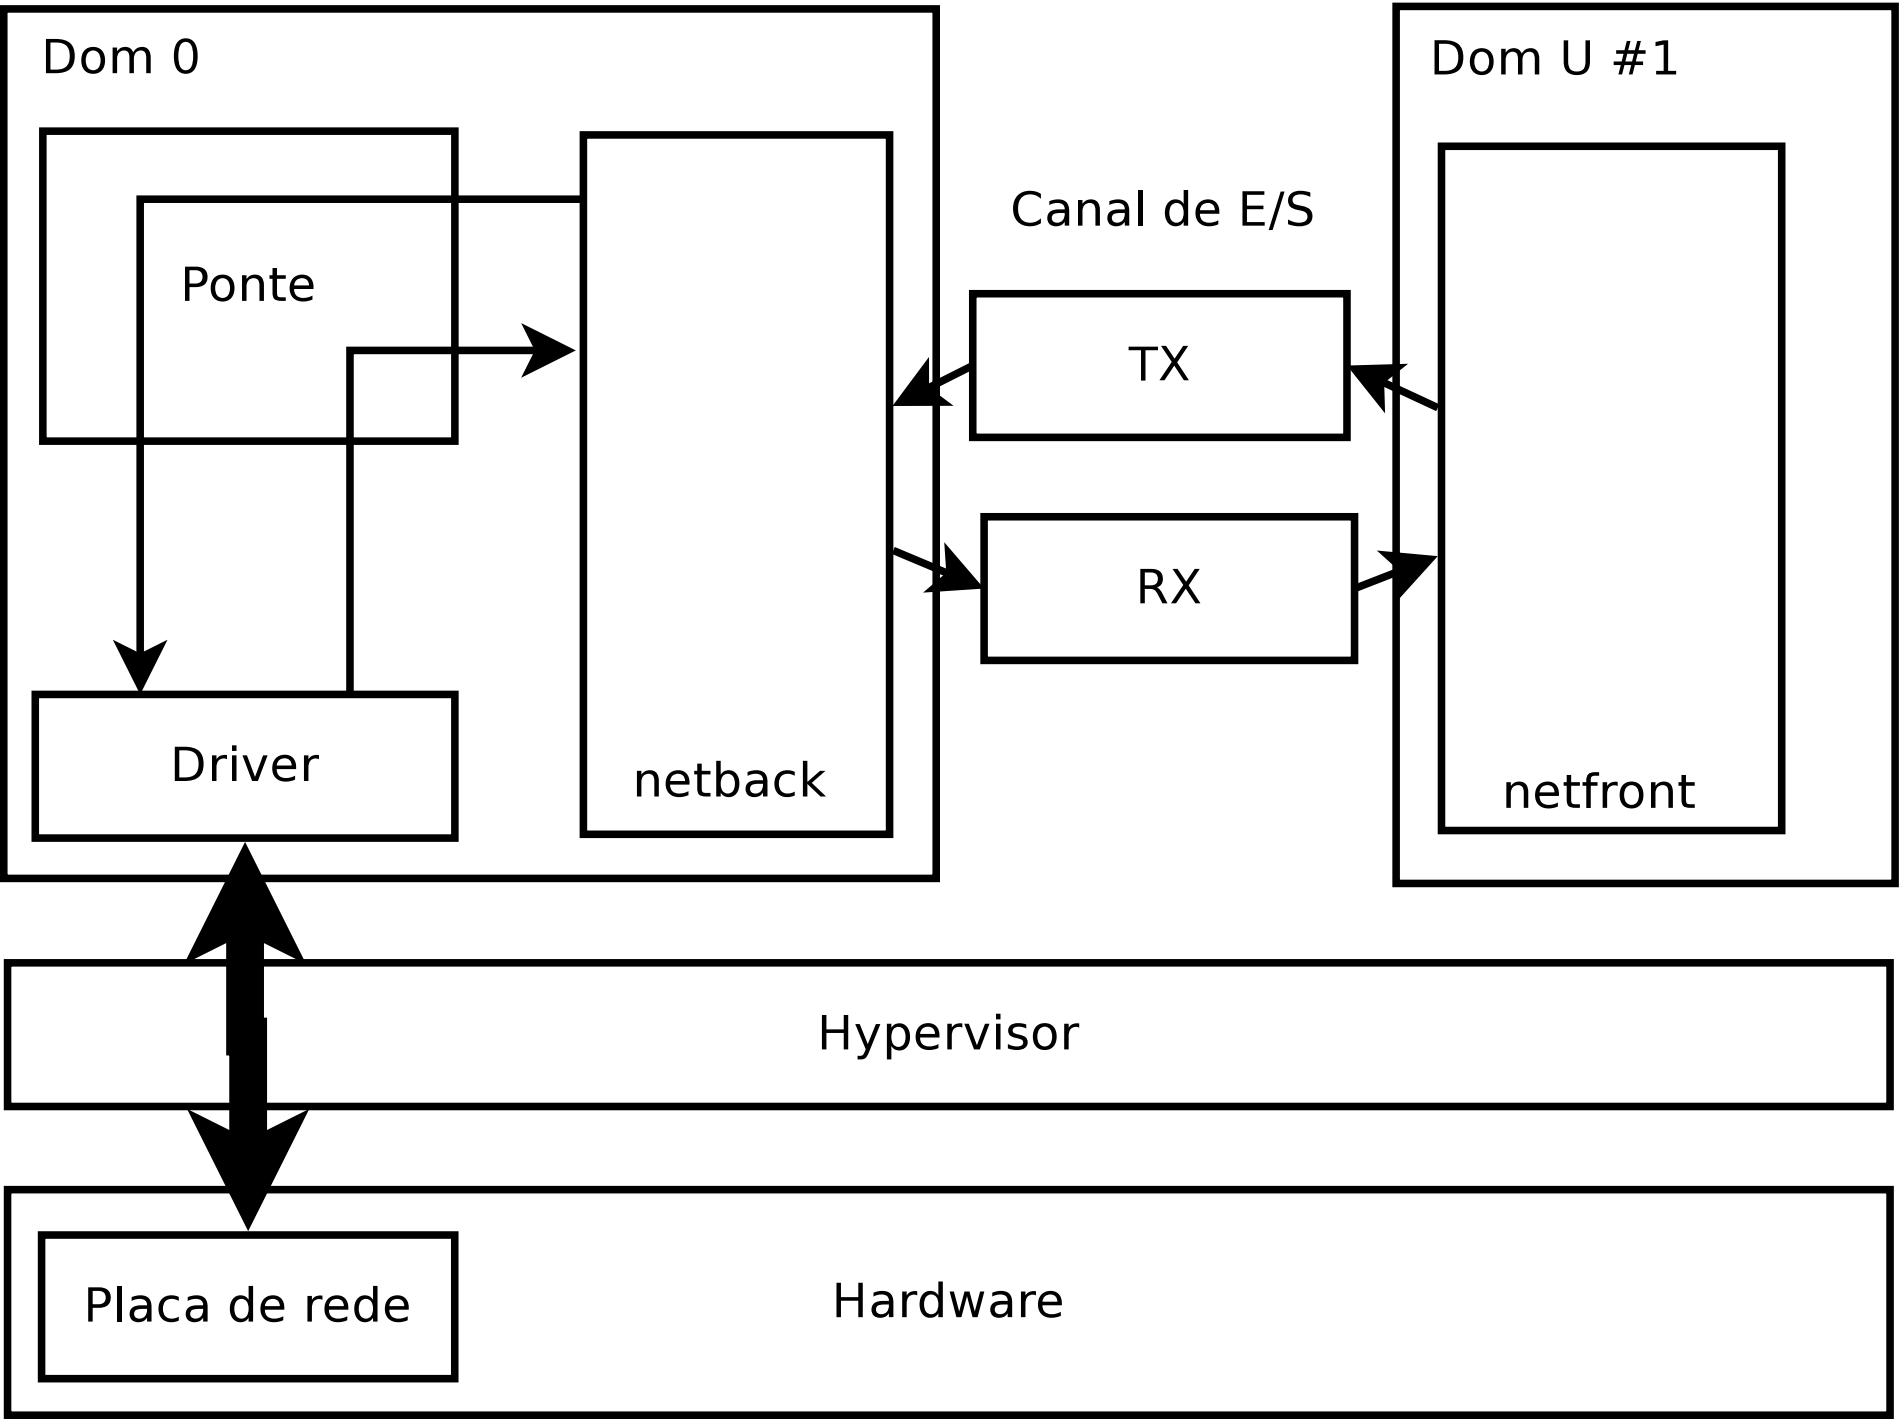 Dom 0
Dom U #1
Canal de E/S
Ponte
TX
RX
Driver
netback
netfront
Hypervisor
Placa de rede
Hardware